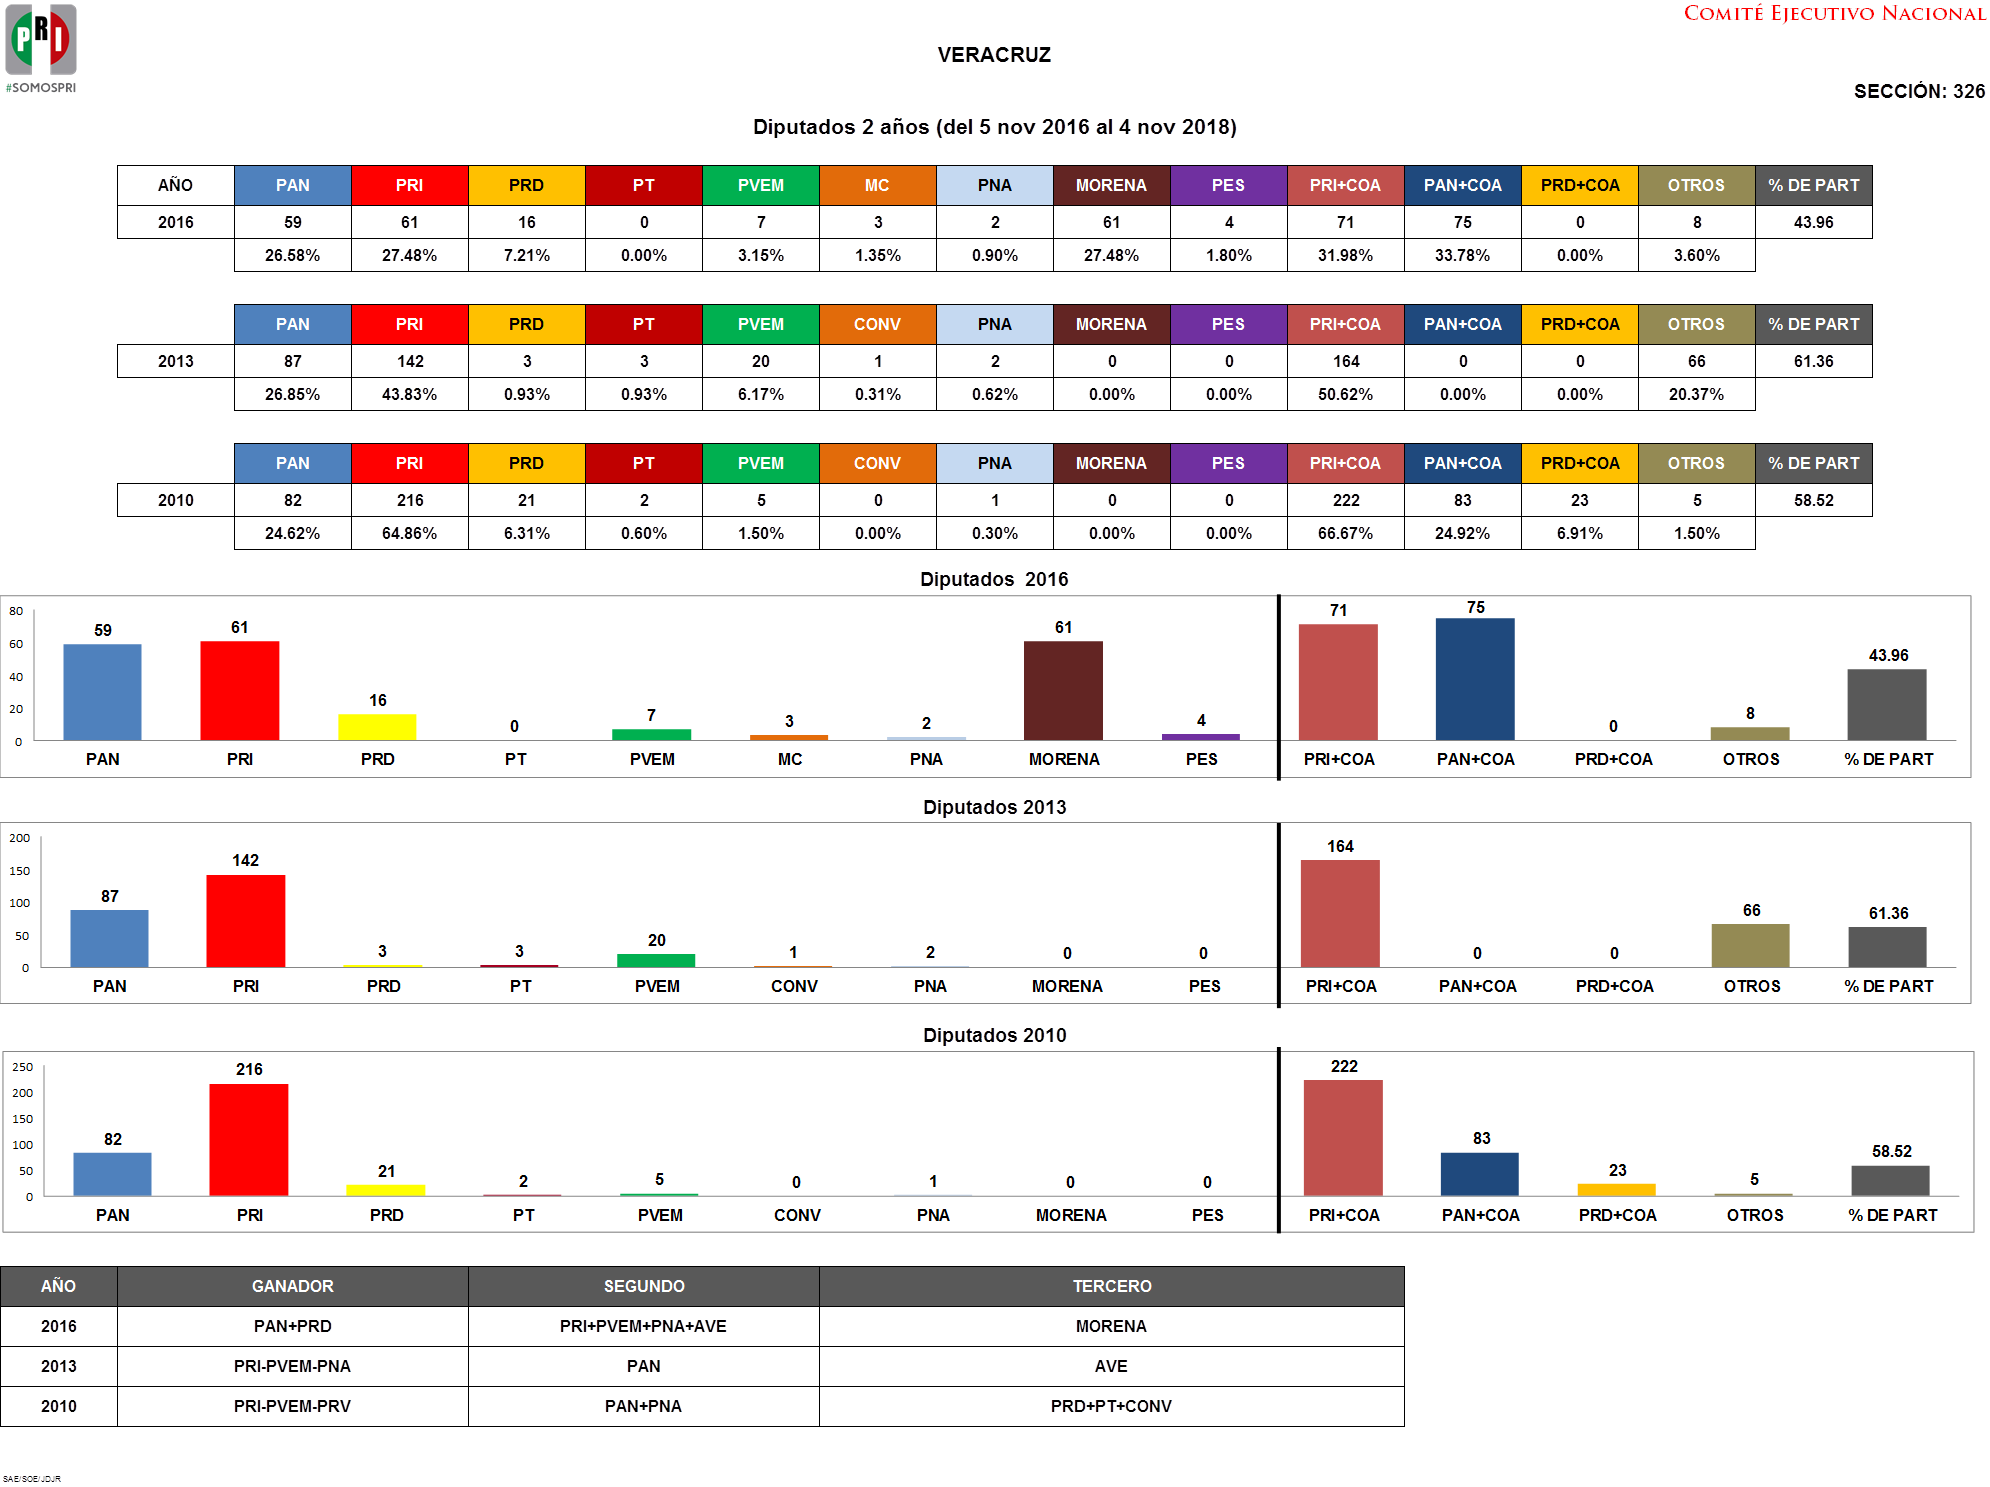 COMITÉ EJECUTIVO NACIONAL
PRI
#SOMOSPRI
VERACRUZ
SECCIÓN: 326
Diputados 2 años (del 5 nov 2016 al 4 nov 2018)
AÑO PAN PRI PRD PT PVEM MC PNA MORENA PES PRI+COA PAN+COA PRD+COA OTROS % DE PART
2016 59 61 16 0 7 3 2 61 4 71 75 0 8 43.96
26.58% 27.48% 7.21% 0.00% 3.15% 1.35% 0.90% 27.48% 1.80% 31.98% 33.78% 0.00% 3.60%
PAN PRI PRD PT PVEM CONV PNA MORENA PES PRI+COA PAN+COA PRD+COA OTROS % DE PART
2013 87 142 3 3 20 1 2 0 0 164 0 0 66 61.36
26.85% 43.83% 0.93% 0.93% 6.17% 0.31% 0.62% 0.00% 0.00% 50.62% 0.00% 0.00% 20.37%
PAN PRI PRD PT PVEM CONV PNA MORENA PES PRI+COA PAN+COA PRD+COA OTROS % DE PART
2010 82 216 21 2 5 0 1 0 0 222 83 23 5 58.52
24.62% 64.86% 6.31% 0.60% 1.50% 0.00% 0.30% 0.00% 0.00% 66.67% 24.92% 6.91% 1.50%
Diputados 2016
80
60
40
20
0
59 61 16 0 7 3 2 61 4 71 75 0 8 43.96
PAN PRI PRD PT PVEM MC PNA MORENA PES PRI+COA PAN+COA PRD+COA OTROS % DE PART
Diputados 2013
200
150
100
50
0
87 142 3 3 20 1 2 0 0 164 0 0 66 61.36
PAN PRI PRD PT PVEM CONV PNA MORENA PES PRI+COA PAN+COA PRD+COA OTROS % DE PART
Diputados 2010
250
200
150
100
50
0
82 216 21 2 5 0 1 0 0 222 83 23 5 58.52
PAN PRI PRD PT PVEM CONV PNA MORENA PES PRI+COA PAN+COA PRD+COA OTROS % DE PART
AÑO GANADOR SEGUNDO TERCERO
2016 PAN+PRD PRI+PVEM+PNA+AVE MORENA
2013 PRI-PVEM-PNA PAN AVE
2010 PRI-PVEM-PRV PAN+PNA PRD+PT+CONV
SAE/SOE/JDJR